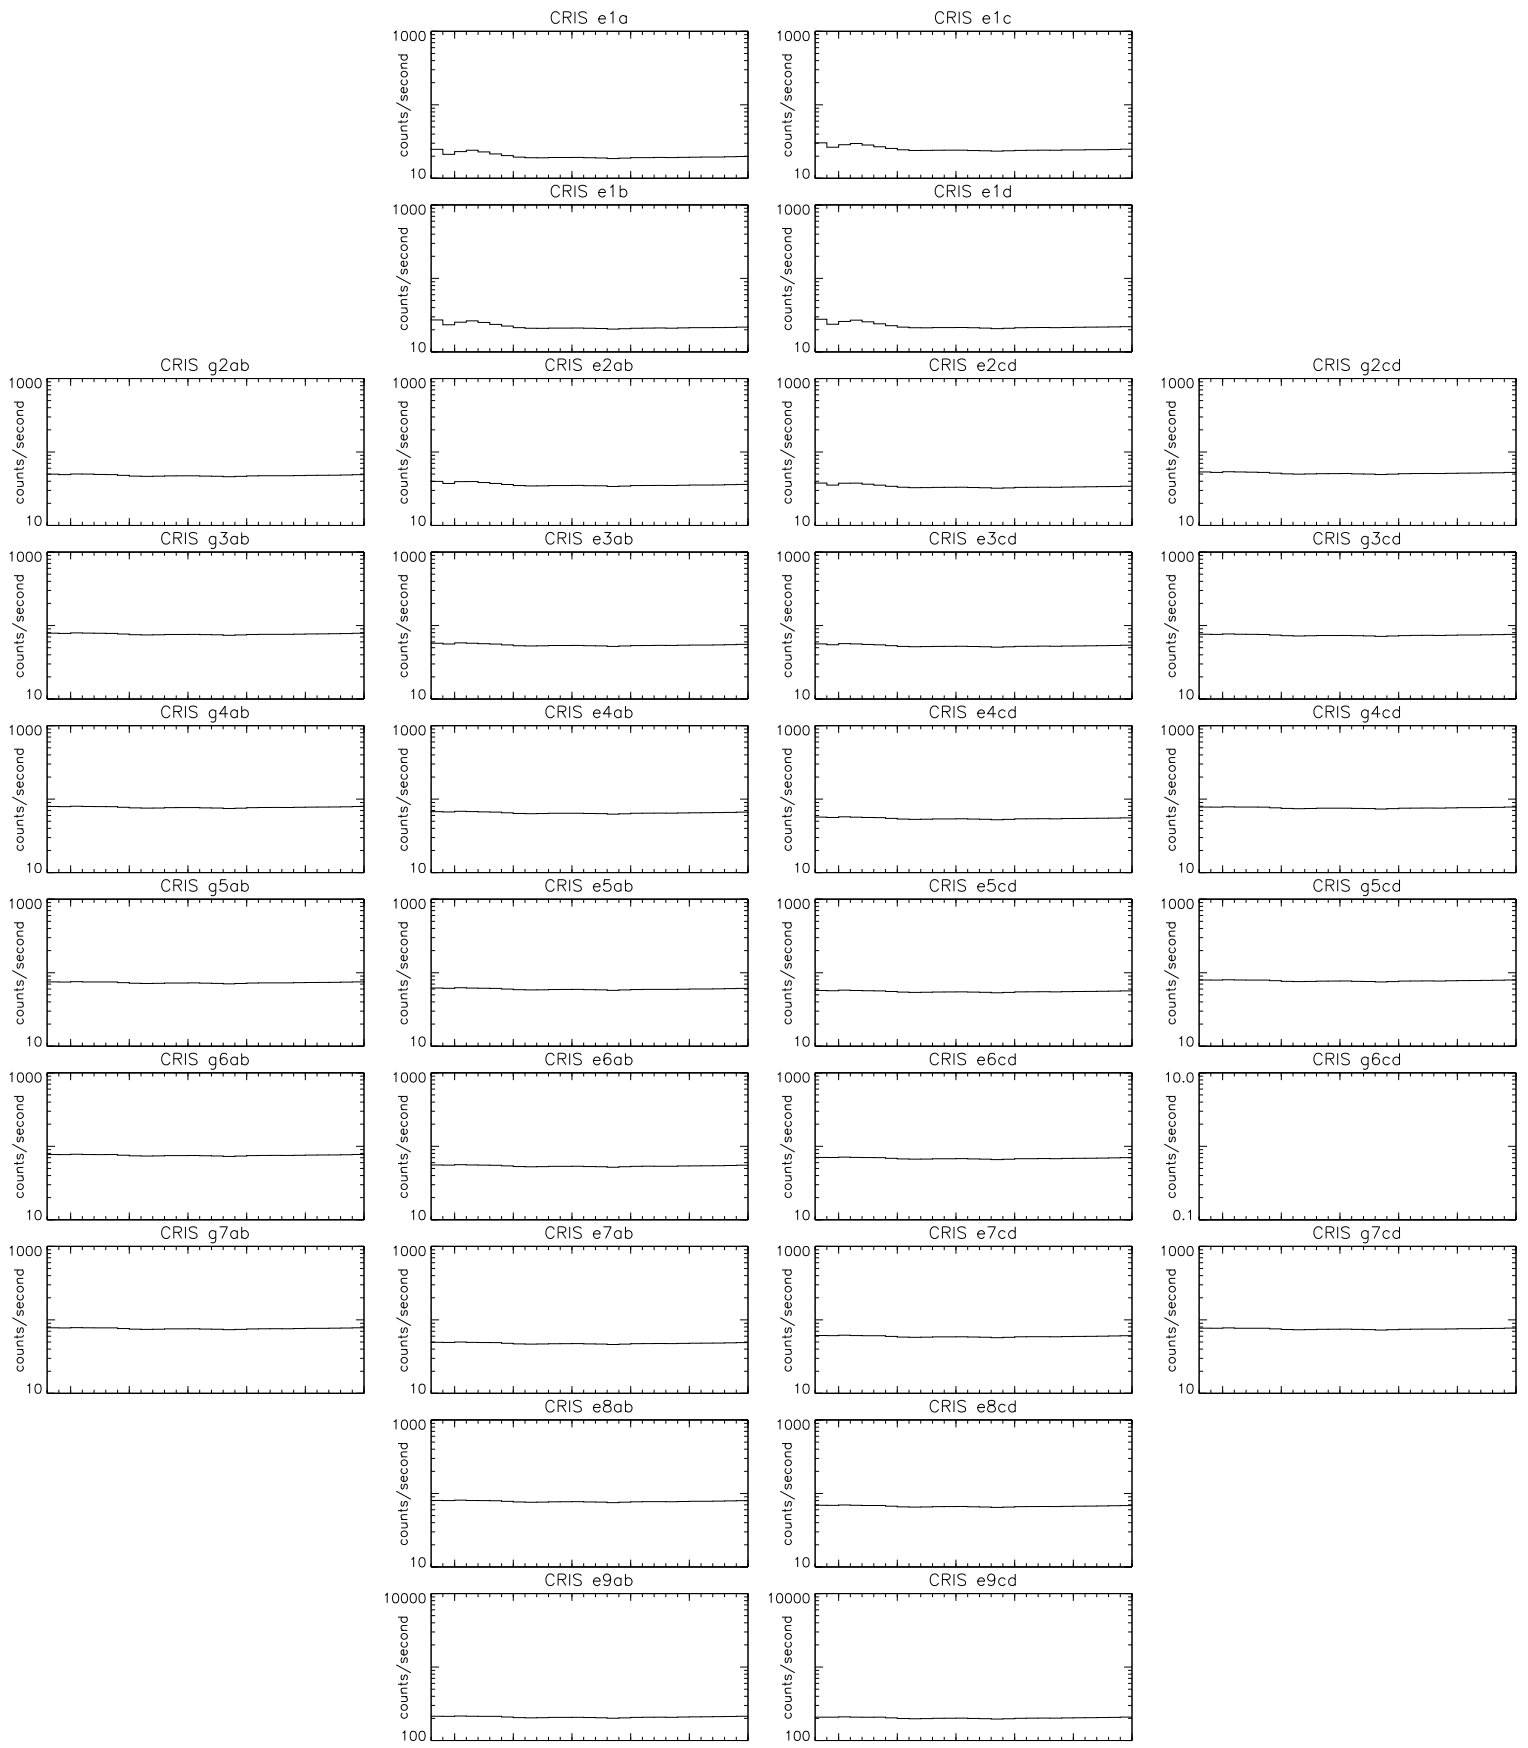 CRIS e1a
1000
counts/second
10
CRIS e1c
1000
counts/second
10
CRIS e1b
1000
counts/second
10
CRIS e1d
1000
counts/second
10
CRIS g2ab
1000
counts/second
10
CRIS e2ab
1000
counts/second
10
CRIS e2cd
1000
counts/second
10
CRIS g2cd
1000
counts/second
10
CRIS g3ab
1000
counts/second
10
CRIS e3ab
1000
counts/second
10
CRIS e3cd
1000
counts/second
10
CRIS g3cd
1000
counts/second
10
CRIS g4ab
1000
counts/second
10
CRIS e4ab
1000
counts/second
10
CRIS e4cd
1000
counts/second
10
CRIS g4cd
1000
counts/second
10
CRIS g5ab
1000
counts/second
10
CRIS e5ab
1000
counts/second
10
CRIS e5cd
1000
counts/second
10
CRIS g5cd
1000
counts/second
10
CRIS g6ab
1000
counts/second
10
CRIS e6ab
1000
counts/second
10
CRIS e6cd
1000
counts/second
10
CRIS g6cd
10.0
counts/second
0.1
CRIS g7ab
1000
counts/second
10
CRIS e7ab
1000
counts/second
10
CRIS e7cd
1000
counts/second
10
CRIS g7cd
1000
counts/second
10
CRIS e8ab
1000
counts/second
10
CRIS e8cd
1000
counts/second
10
CRIS e9ab
10000
counts/second
100
CRIS e9cd
10000
counts/second
100